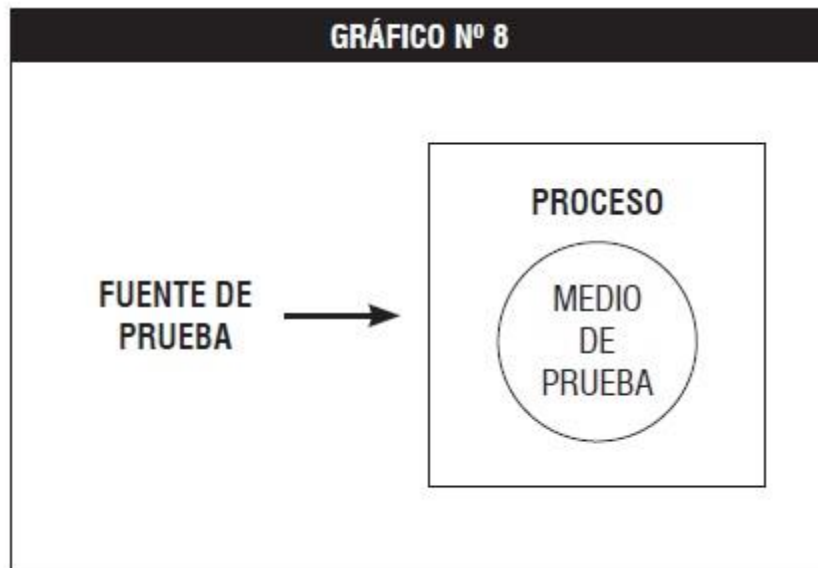 GRÁFICO Nº 8
PROCESO
FUENTE DE
PRUEBA
MEDIO
DE
PRUEBA